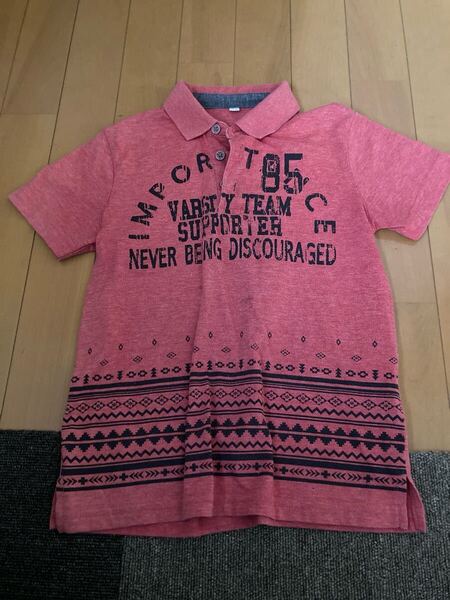 IMPORTANCE
85
VARSITY TEAM
SUPPORTER
NEVER BEING DISCOURAGED